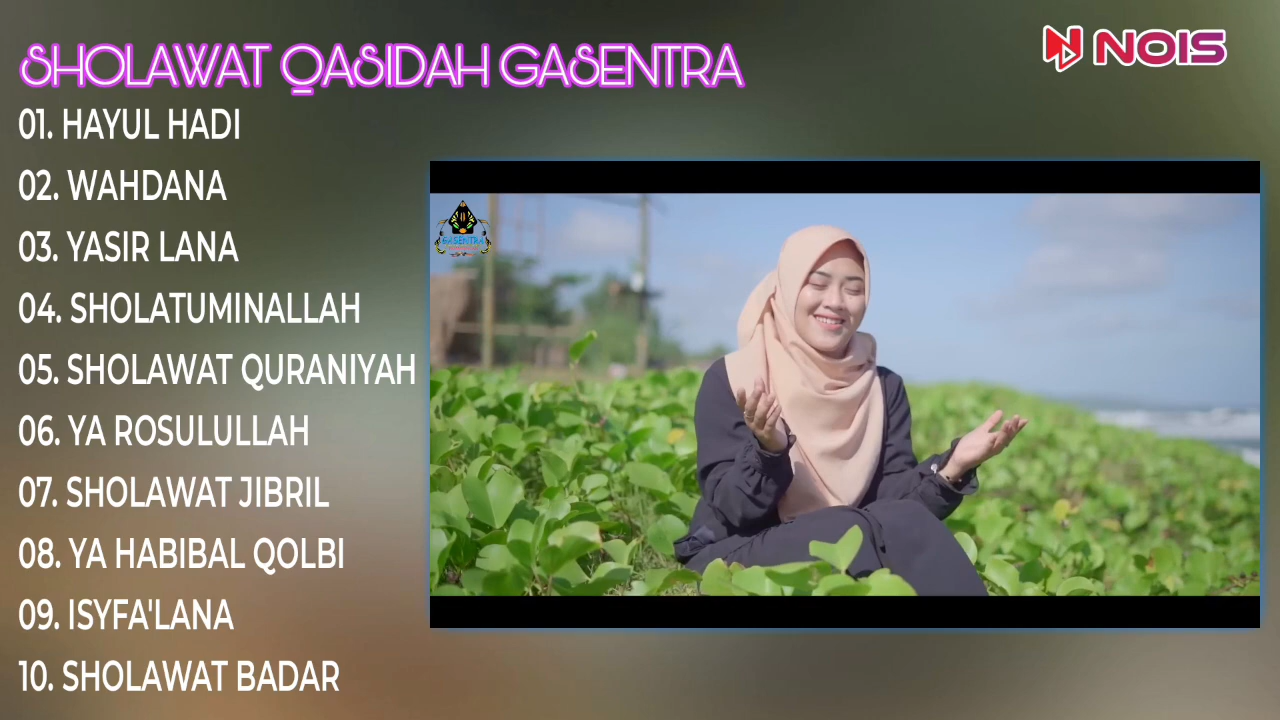 SHOLAWAT QASIDAH GASENTRA
NOIS
01. HAYUL HADI
02. WAHDANA
03. YASIR LANA
04. SHOLATUMINALLAH
05. SHOLAWAT QURANIYAH
06. YA ROSULULLAH
07. SHOLAWAT JIBRIL
08. YA HABIBAL QOLBI
09. ISYFA'LANA
10. SHOLAWAT BADAR
GASENTRA